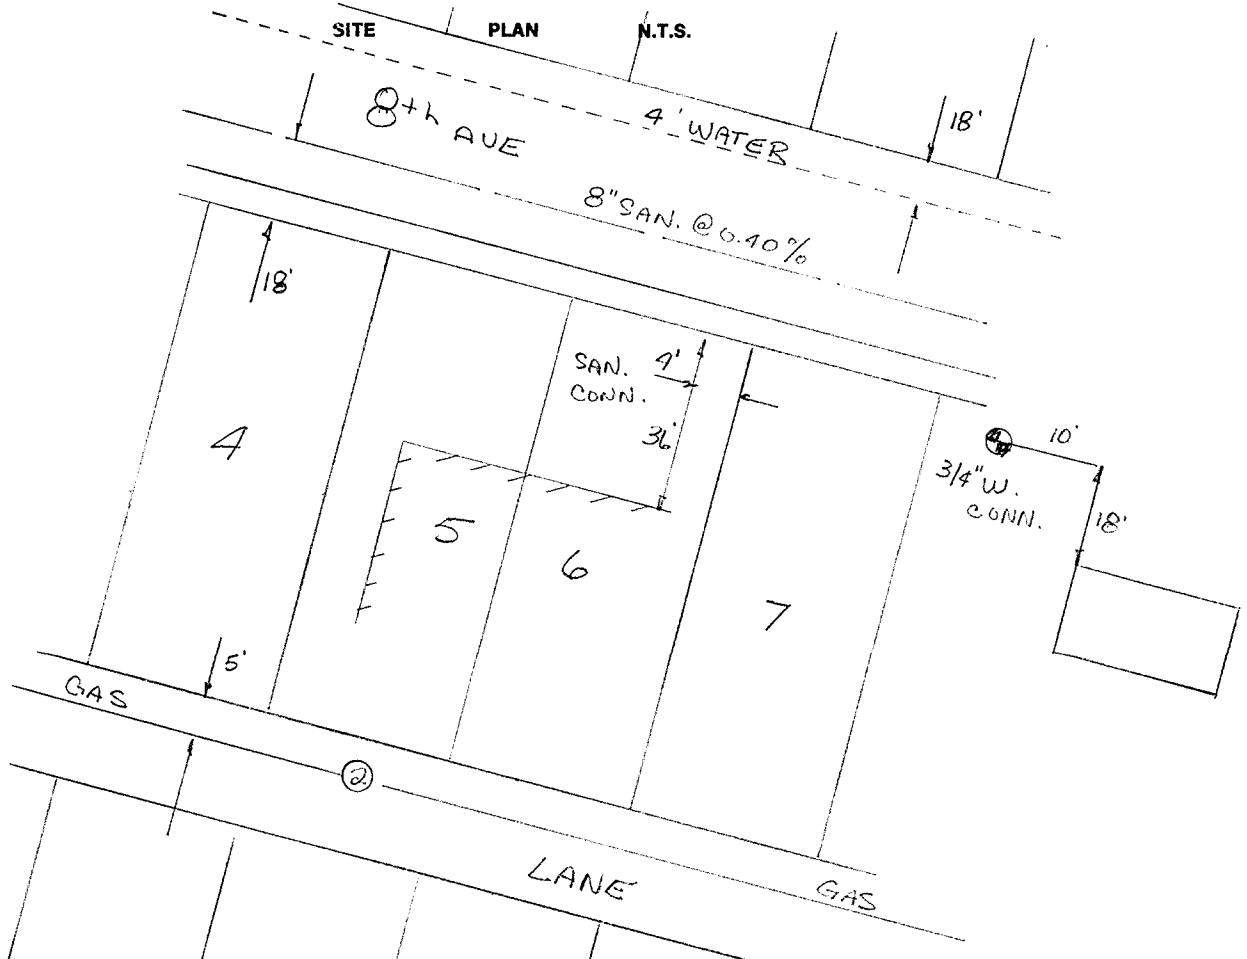 SITE PLAN N.T.S.
8th AVE
4' WATER
18'
8" SAN. @ 0.40%
18'
SAN. 4'
CONN.
36'
10'
3/4" W.
CONN.
18'
4
5
6
7
5'
GAS
2
LANE
GAS